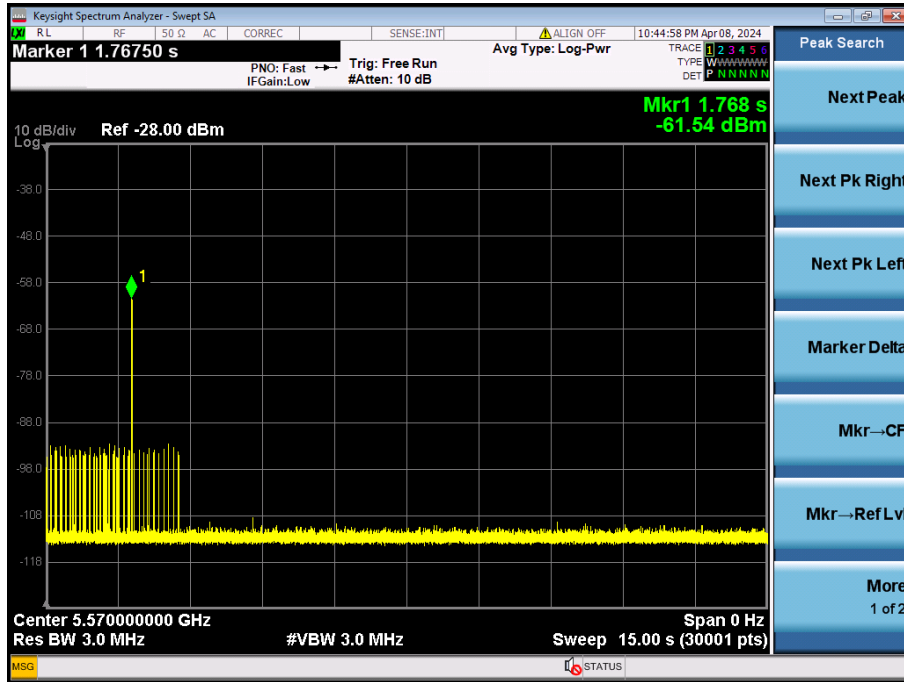 Keysight Spectrum Analyzer - Swept SA
LXI RL RF 50 Ω AC CORREC SENSE:INT ALIGN OFF 10:44:58 PM Apr 08, 2024
Marker 1 1.76750 s
PNO: Fast
IFGain:Low
Trig: Free Run
#Atten: 10 dB
Avg Type: Log-Pwr
TRACE 1 2 3 4 5 6
TYPE WWWWWW
DET P N N N N N
Peak Search
Mkr1 1.768 s
-61.54 dBm
10 dB/div Ref -28.00 dBm
Log
1
-38.0
-48.0
-58.0
-68.0
-78.0
-88.0
-98.0
-108
-118
Center 5.570000000 GHz Span 0 Hz
Res BW 3.0 MHz #VBW 3.0 MHz Sweep 15.00 s (30001 pts)
Next Peak
Next Pk Right
Next Pk Left
Marker Delta
Mkr→CF
Mkr→Ref Lvl
More
1 of 2
MSG STATUS